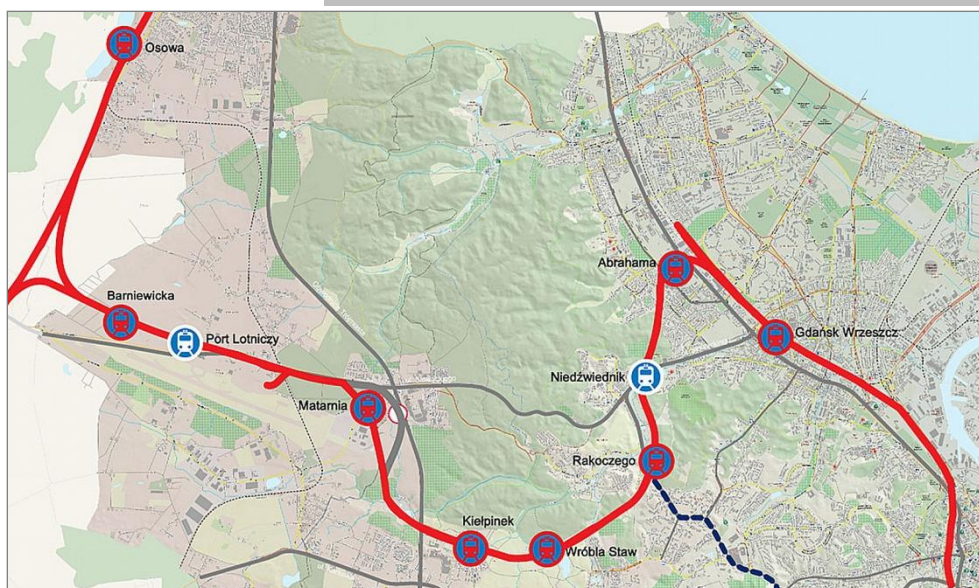 Osowa
Abrahama
Barniewicka
Port Lotniczy
Gdańsk Wrzeszcz
Niedźwiednik
Matarnia
Rakoczego
Kiełpinek
Wróbla Staw